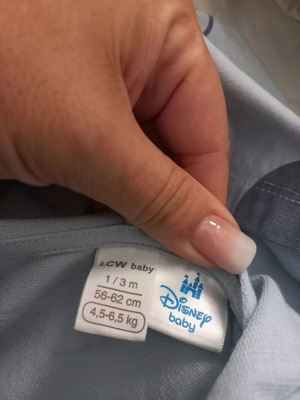 LCW baby
1 / 3 m
56-62 cm
4,5-6,5 kg
Disney
baby